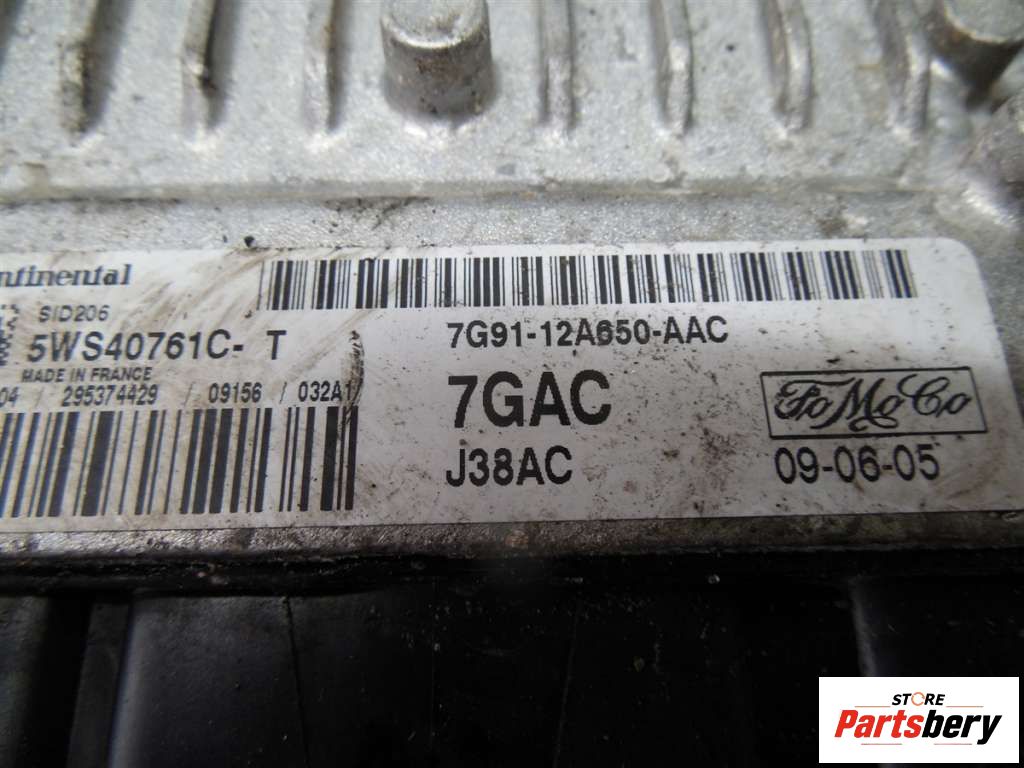 ntinental
SID206
5WS40761C- T
MADE IN FRANCE
04 / 295374429 / 09156 / 032A1/
7G91-12A650-AAC
7GAC
J38AC
FoMoCo
09-06-05
STORE
Partsbery